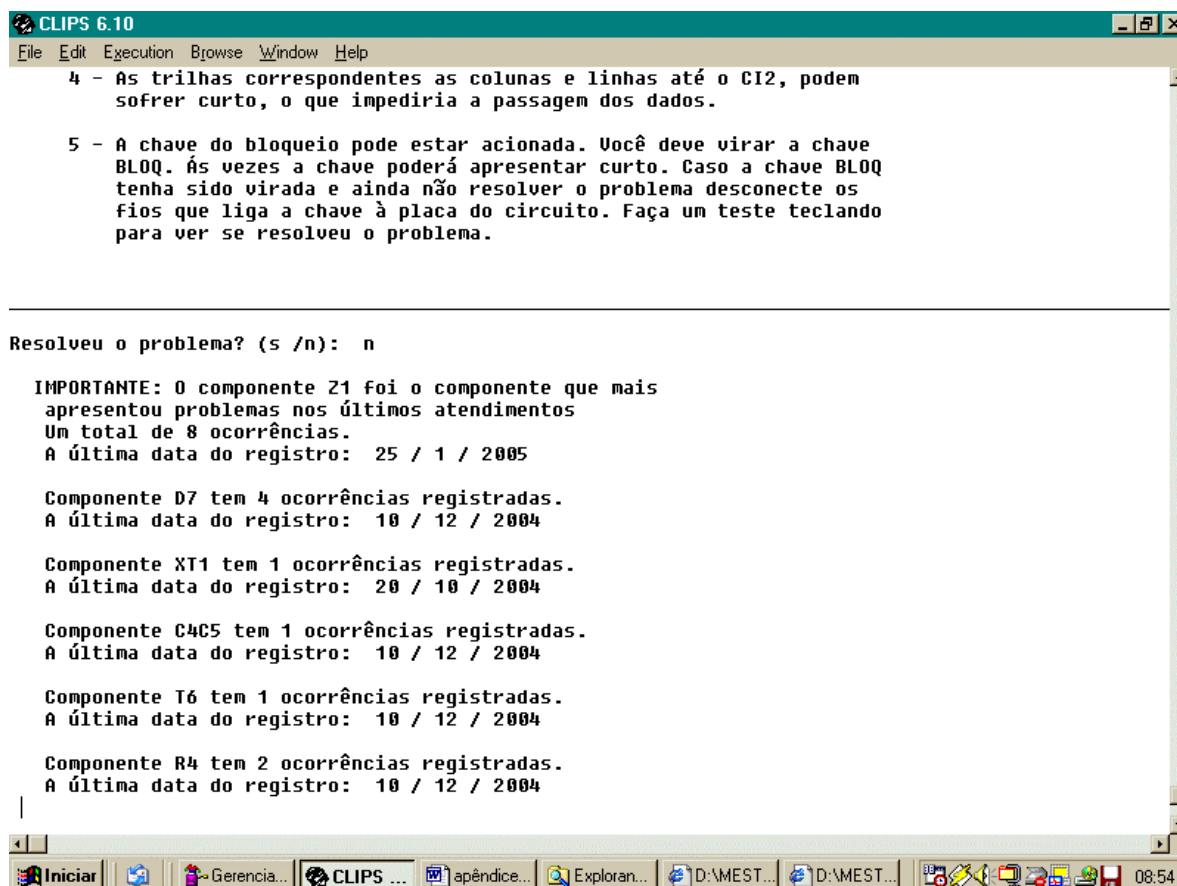 CLIPS 6.10
File Edit Execution Browse Window Help
4 - As trilhas correspondentes as colunas e linhas até o CI2, podem
sofrer curto, o que impediria a passagem dos dados.
5 - A chave do bloqueio pode estar acionada. Você deve virar a chave
BLOQ. Ás vezes a chave poderá apresentar curto. Caso a chave BLOQ
tenha sido virada e ainda não resolver o problema desconecte os
fios que liga a chave à placa do circuito. Faça um teste teclando
para ver se resolveu o problema.
Resolveu o problema? (s /n): n
IMPORTANTE: O componente Z1 foi o componente que mais
apresentou problemas nos últimos atendimentos
Um total de 8 ocorrências.
A última data do registro: 25 / 1 / 2005
Componente D7 tem 4 ocorrências registradas.
A última data do registro: 10 / 12 / 2004
Componente XT1 tem 1 ocorrências registradas.
A última data do registro: 20 / 10 / 2004
Componente C4C5 tem 1 ocorrências registradas.
A última data do registro: 10 / 12 / 2004
Componente T6 tem 1 ocorrências registradas.
A última data do registro: 10 / 12 / 2004
Componente R4 tem 2 ocorrências registradas.
A última data do registro: 10 / 12 / 2004
Iniciar Gerencia... CLIPS ... apêndice... Exploran... D:\MEST... D:\MEST... 08:54